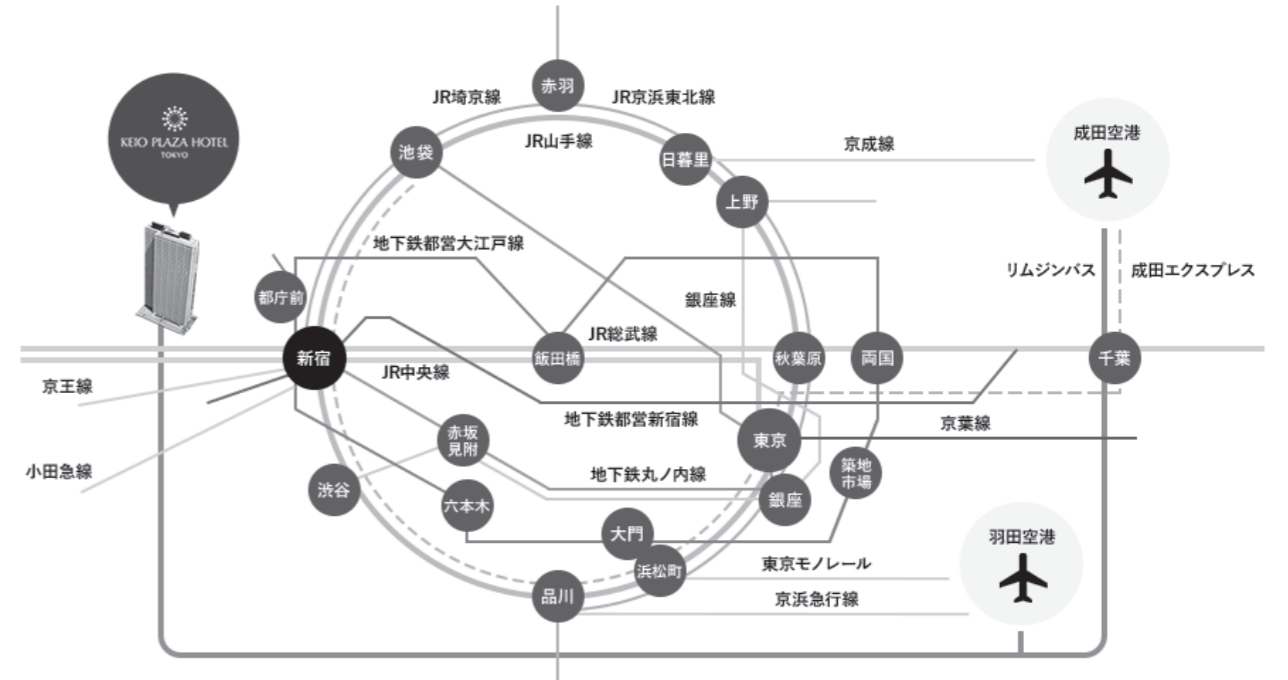 赤羽
JR埼京線
JR京浜東北線
KEIO PLAZA HOTEL
TOKYO
JR山手線
池袋
日暮里
京成線
成田空港
上野
地下鉄都営大江戸線
リムジンバス
成田エクスプレス
都庁前
銀座線
JR総武線
新宿
飯田橋
秋葉原
両国
千葉
JR中央線
京王線
地下鉄都営新宿線
京葉線
赤坂
見附
東京
小田急線
地下鉄丸ノ内線
築地
市場
渋谷
六本木
銀座
大門
羽田空港
浜松町
東京モノレール
品川
京浜急行線